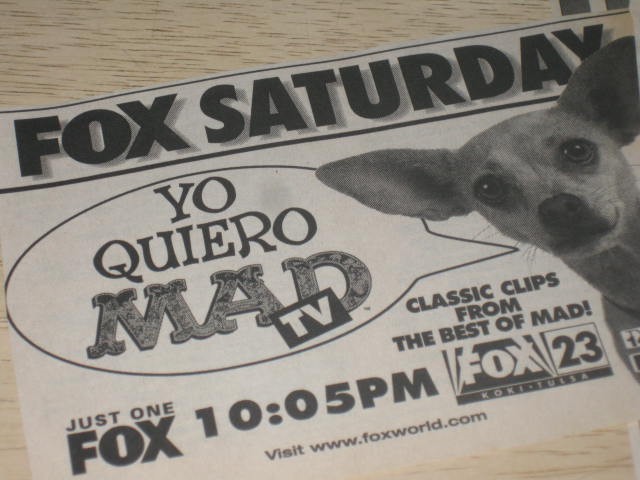 FOX SATURDAY
YO
QUIERO
MAD
TV
™
CLASSIC CLIPS
FROM
THE BEST OF MAD!
JUST ONE
FOX
10:05PM
FOX 23
KOKI-TULSA
Visit www.foxworld.com